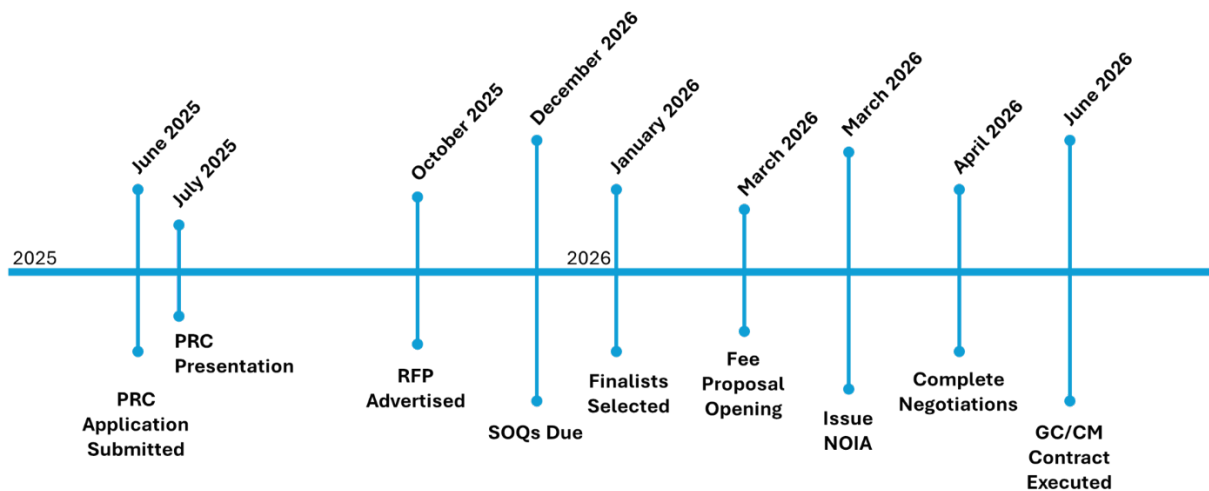 June 2025
July 2025
October 2025
December 2026
January 2026
March 2026
March 2026
April 2026
June 2026
2025
2026
PRC
Application
Submitted
PRC
Presentation
RFP
Advertised
SOQs Due
Finalists
Selected
Fee
Proposal
Opening
Issue
NOIA
Complete
Negotiations
GC/CM
Contract
Executed